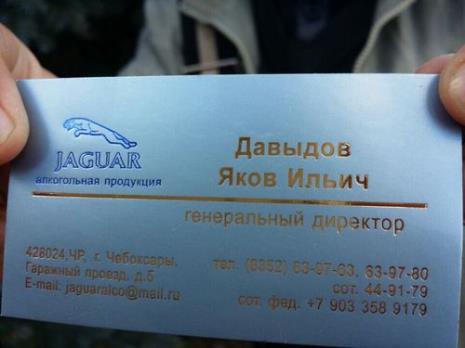 JAGUAR
алкогольная продукция
Давыдов
Яков Ильич
генеральный директор
428024,ЧР, г. Чебоксары,
Гаражный проезд, д.5
E-mail: jaguaralco@mail.ru
тел. (8352) 63-07-63, 63-97-80
сот. 44-91-79
сот. фед. +7 903 358 9179